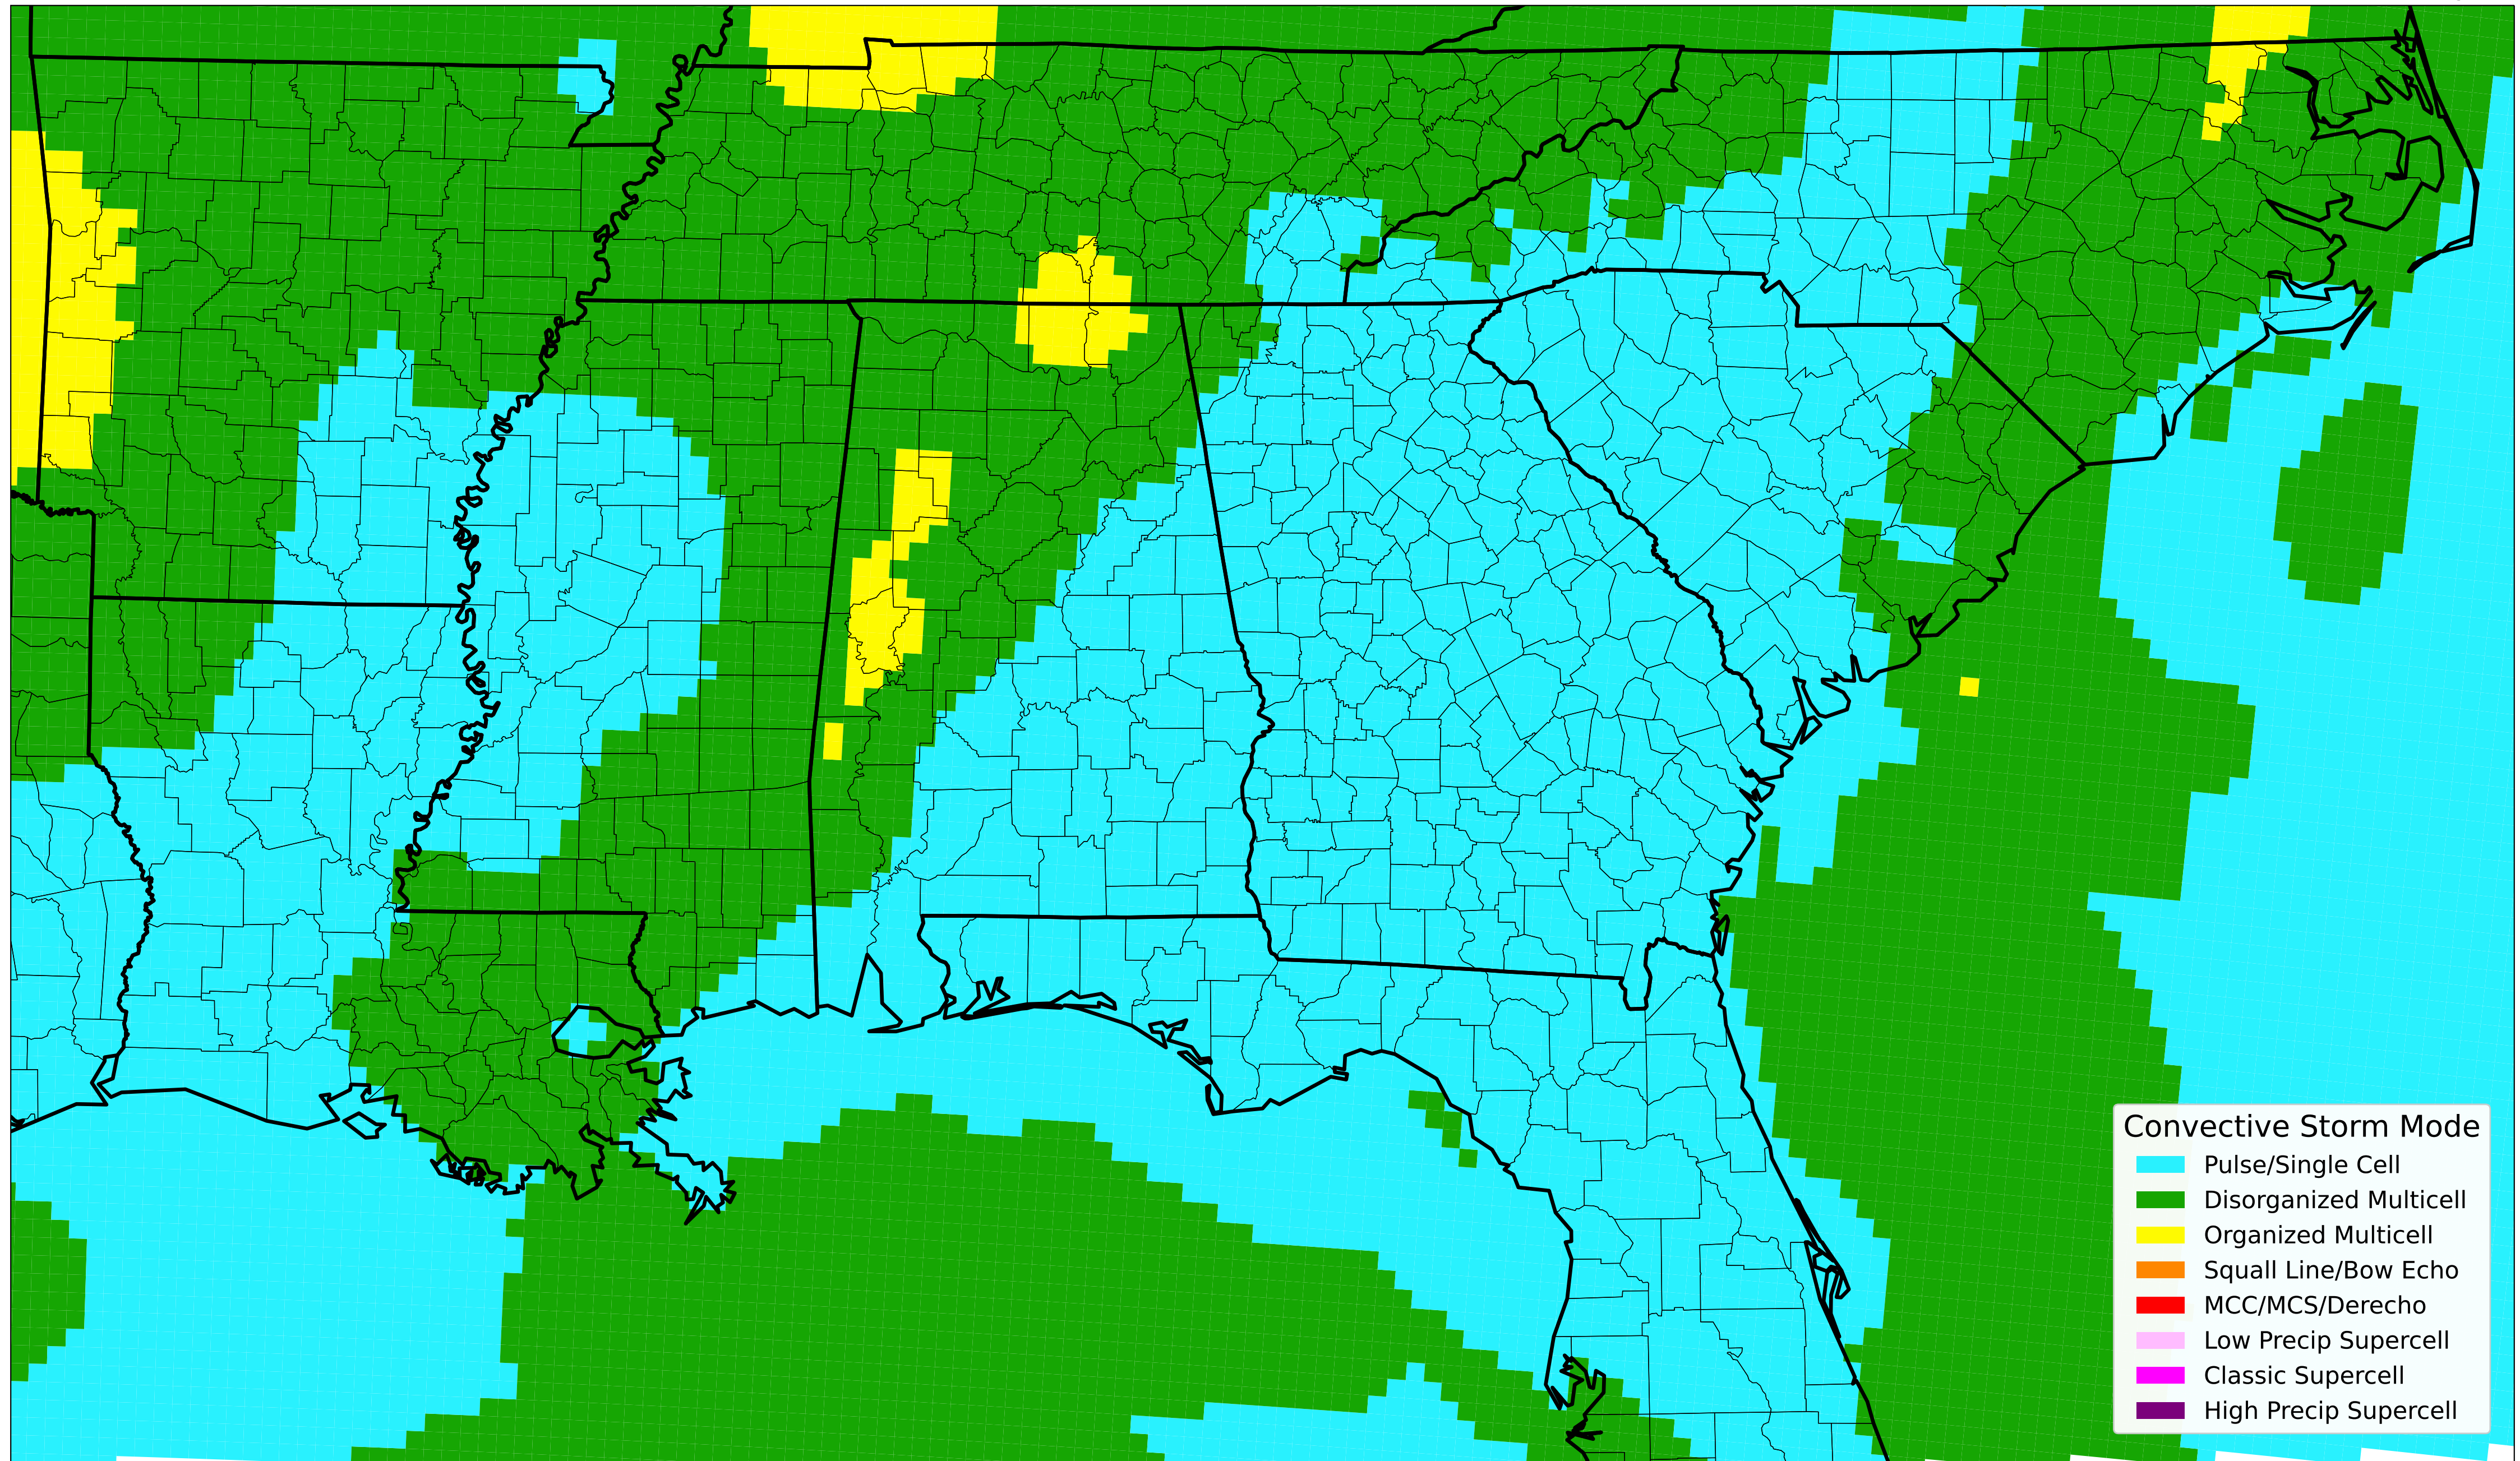 Convective Storm Mode
Pulse/Single Cell
Disorganized Multicell
Organized Multicell
Squall Line/Bow Echo
MCC/MCS/Derecho
Low Precip Supercell
Classic Supercell
High Precip Supercell